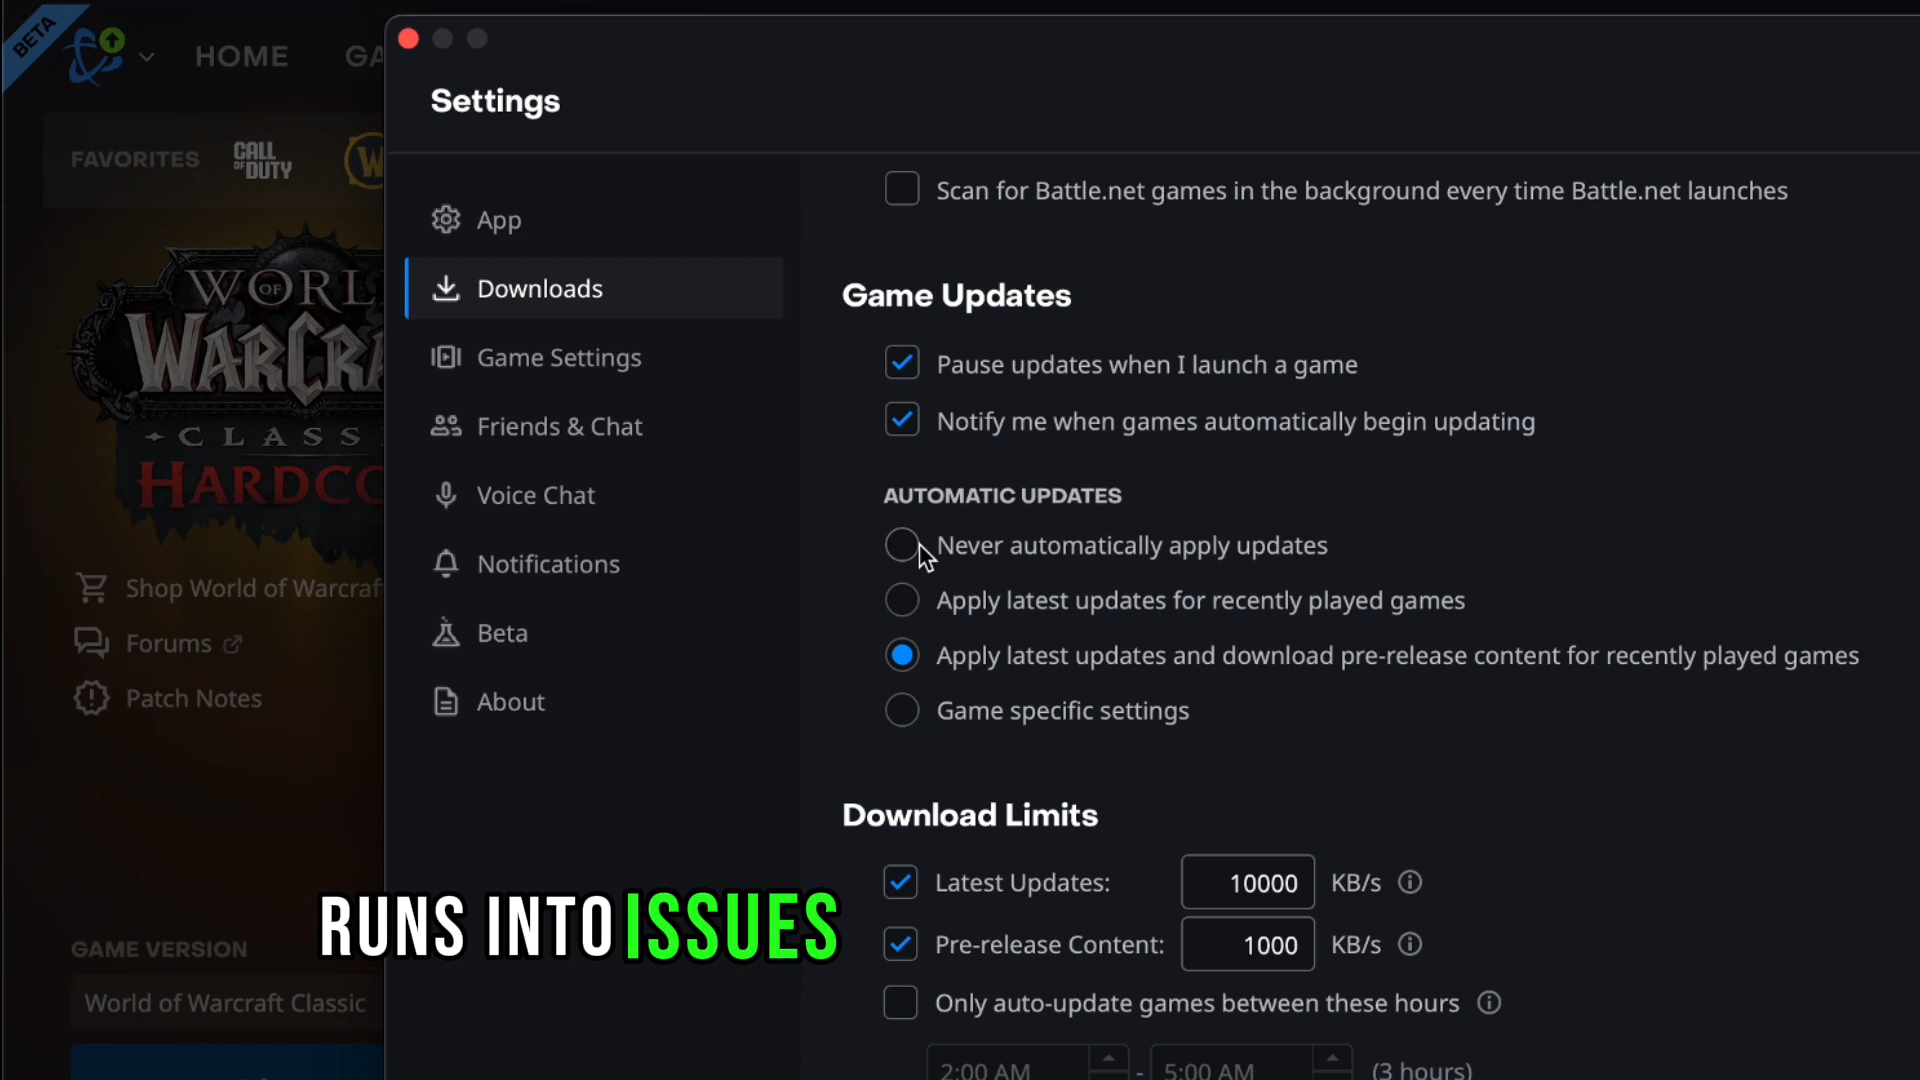 BETA
HOME
GA
Settings
FAVORITES
CALL OF DUTY
W
Scan for Battle.net games in the background every time Battle.net launches
App
Downloads
Game Settings
Friends & Chat
Voice Chat
Notifications
Beta
About
WORL
OF
WARCRA
CLASS
HARDCO
Shop World of Warcraf
Forums
Patch Notes
Game Updates
Pause updates when I launch a game
Notify me when games automatically begin updating
AUTOMATIC UPDATES
Never automatically apply updates
Apply latest updates for recently played games
Apply latest updates and download pre-release content for recently played games
Game specific settings
Download Limits
Latest Updates: 10000 KB/s
Pre-release Content: 1000 KB/s
Only auto-update games between these hours
2:00 AM - 5:00 AM (3 hours)
RUNS INTO ISSUES
GAME VERSION
World of Warcraft Classic